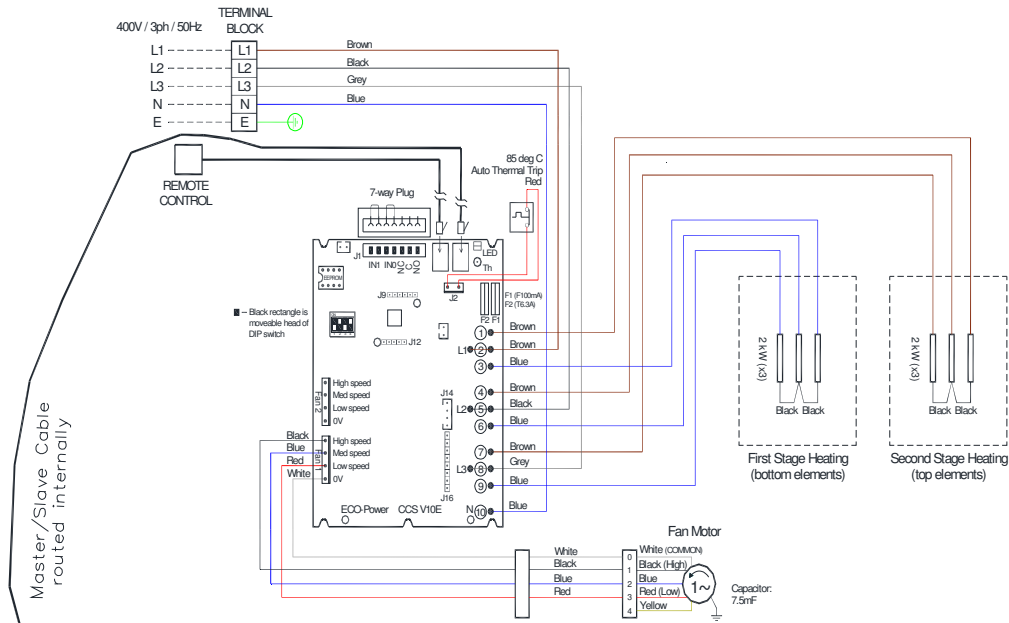 400V / 3ph / 50Hz
TERMINAL
BLOCK
L1
L2
L3
N
E
L1
L2
L3
N
E
Brown
Black
Grey
Blue
REMOTE
CONTROL
7-way Plug
85 deg C
Auto Thermal Trip
Red
J1
IN1 IN0 NC C NO
LED
Th
EEPROM
J9
J2
F1 (F100mA)
F2 (T6.3A)
F2 F1
– Black rectangle is
moveable head of
DIP switch
J12
1
Brown
L1
2
Brown
3
Blue
4
Brown
L2
5
Black
6
Blue
7
Brown
L3
8
Grey
9
Blue
N
10
Blue
J14
J16
Fan 2
High speed
Med speed
Low speed
0V
Fan 1
High speed
Med speed
Low speed
0V
Black
Blue
Red
White
ECO-Power CCS V10E
2 kW (x3)
Black Black
First Stage Heating
(bottom elements)
2 kW (x3)
Black Black
Second Stage Heating
(top elements)
Master/Slave Cable
routed internally
Fan Motor
White
Black
Blue
Red
0
1
2
3
4
White (COMMON)
Black (High)
Blue
Red (Low)
Yellow
1~
Capacitor:
7.5mF